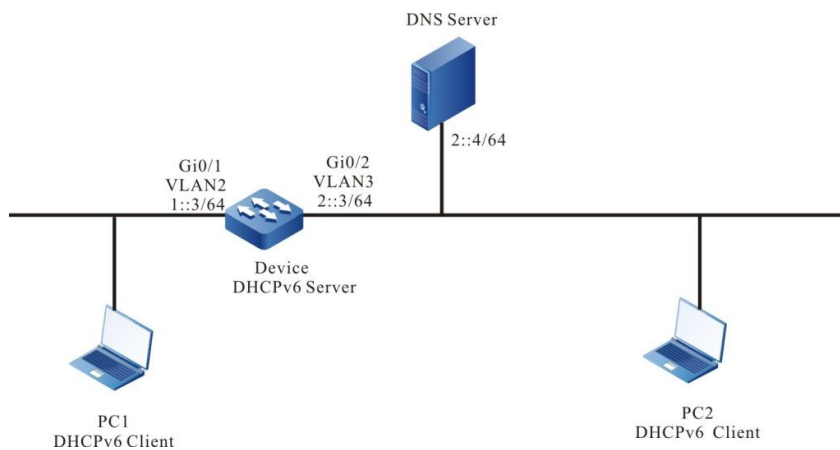 DNS Server
2::4/64
Gi0/1
VLAN2
1::3/64
Gi0/2
VLAN3
2::3/64
Device
DHCPv6 Server
PC1
DHCPv6 Client
PC2
DHCPv6 Client